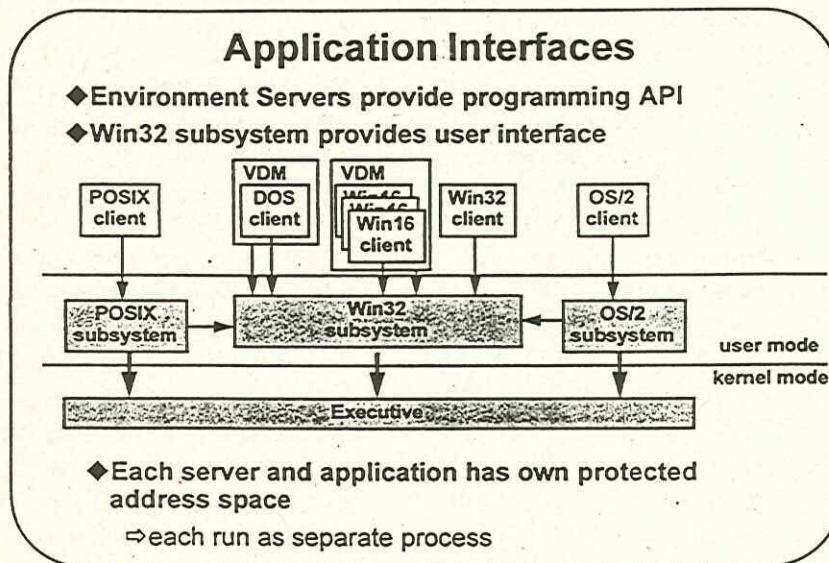 Application Interfaces
◆Environment Servers provide programming API
◆Win32 subsystem provides user interface
POSIX
client
VDM
DOS
client
VDM
Win16
Win16
Win16
client
Win32
client
OS/2
client
POSIX
subsystem
Win32
subsystem
OS/2
subsystem
user mode
kernel mode
Executive
◆Each server and application has own protected
address space
⇨each run as separate process